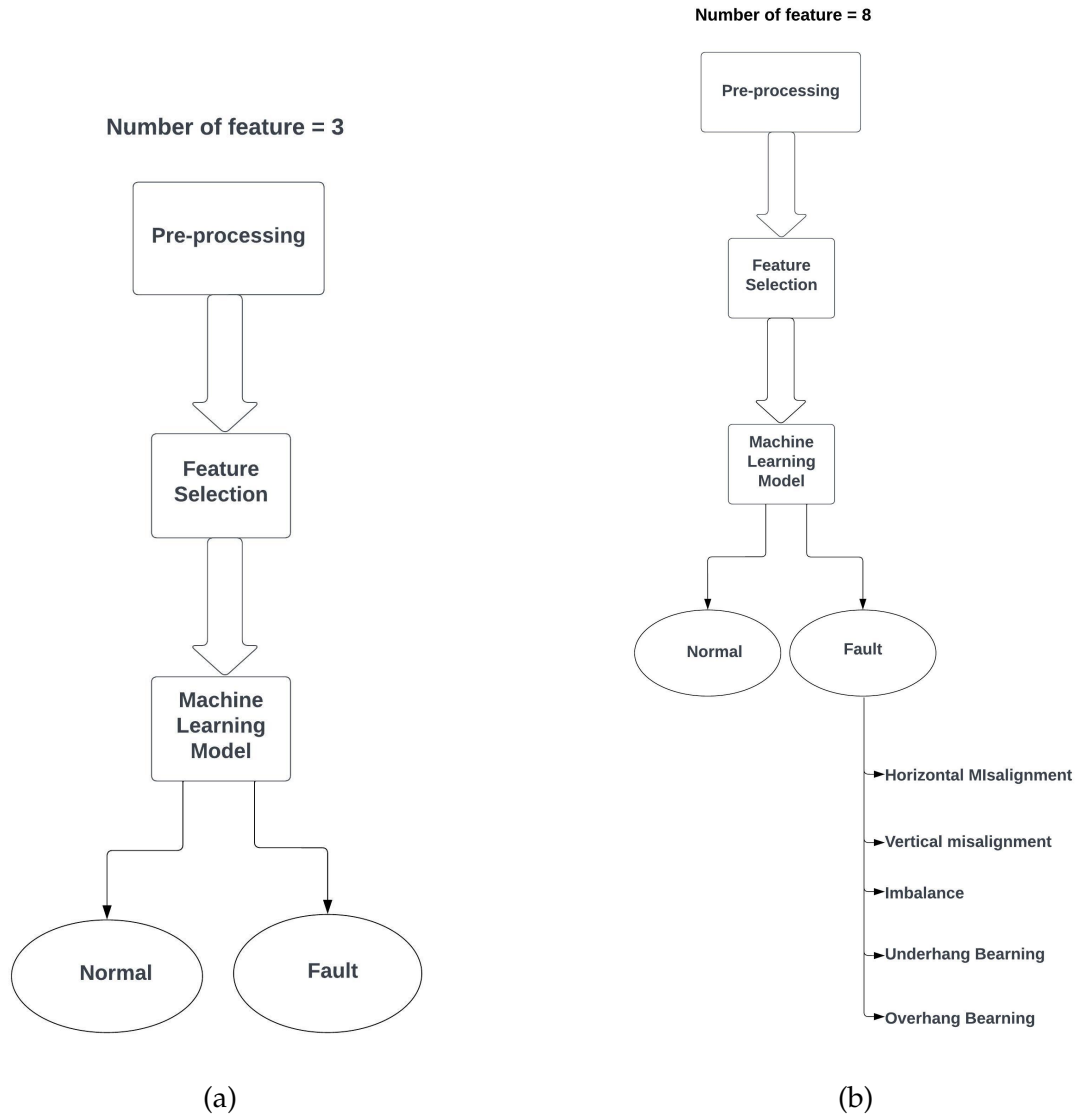 Number of feature = 3
Pre-processing
Feature
Selection
Machine
Learning
Model
Normal
Fault
(a)
Number of feature = 8
Pre-processing
Feature
Selection
Machine
Learning
Model
Normal
Fault
Horizontal MIsalignment
Vertical misalignment
Imbalance
Underhang Bearning
Overhang Bearning
(b)